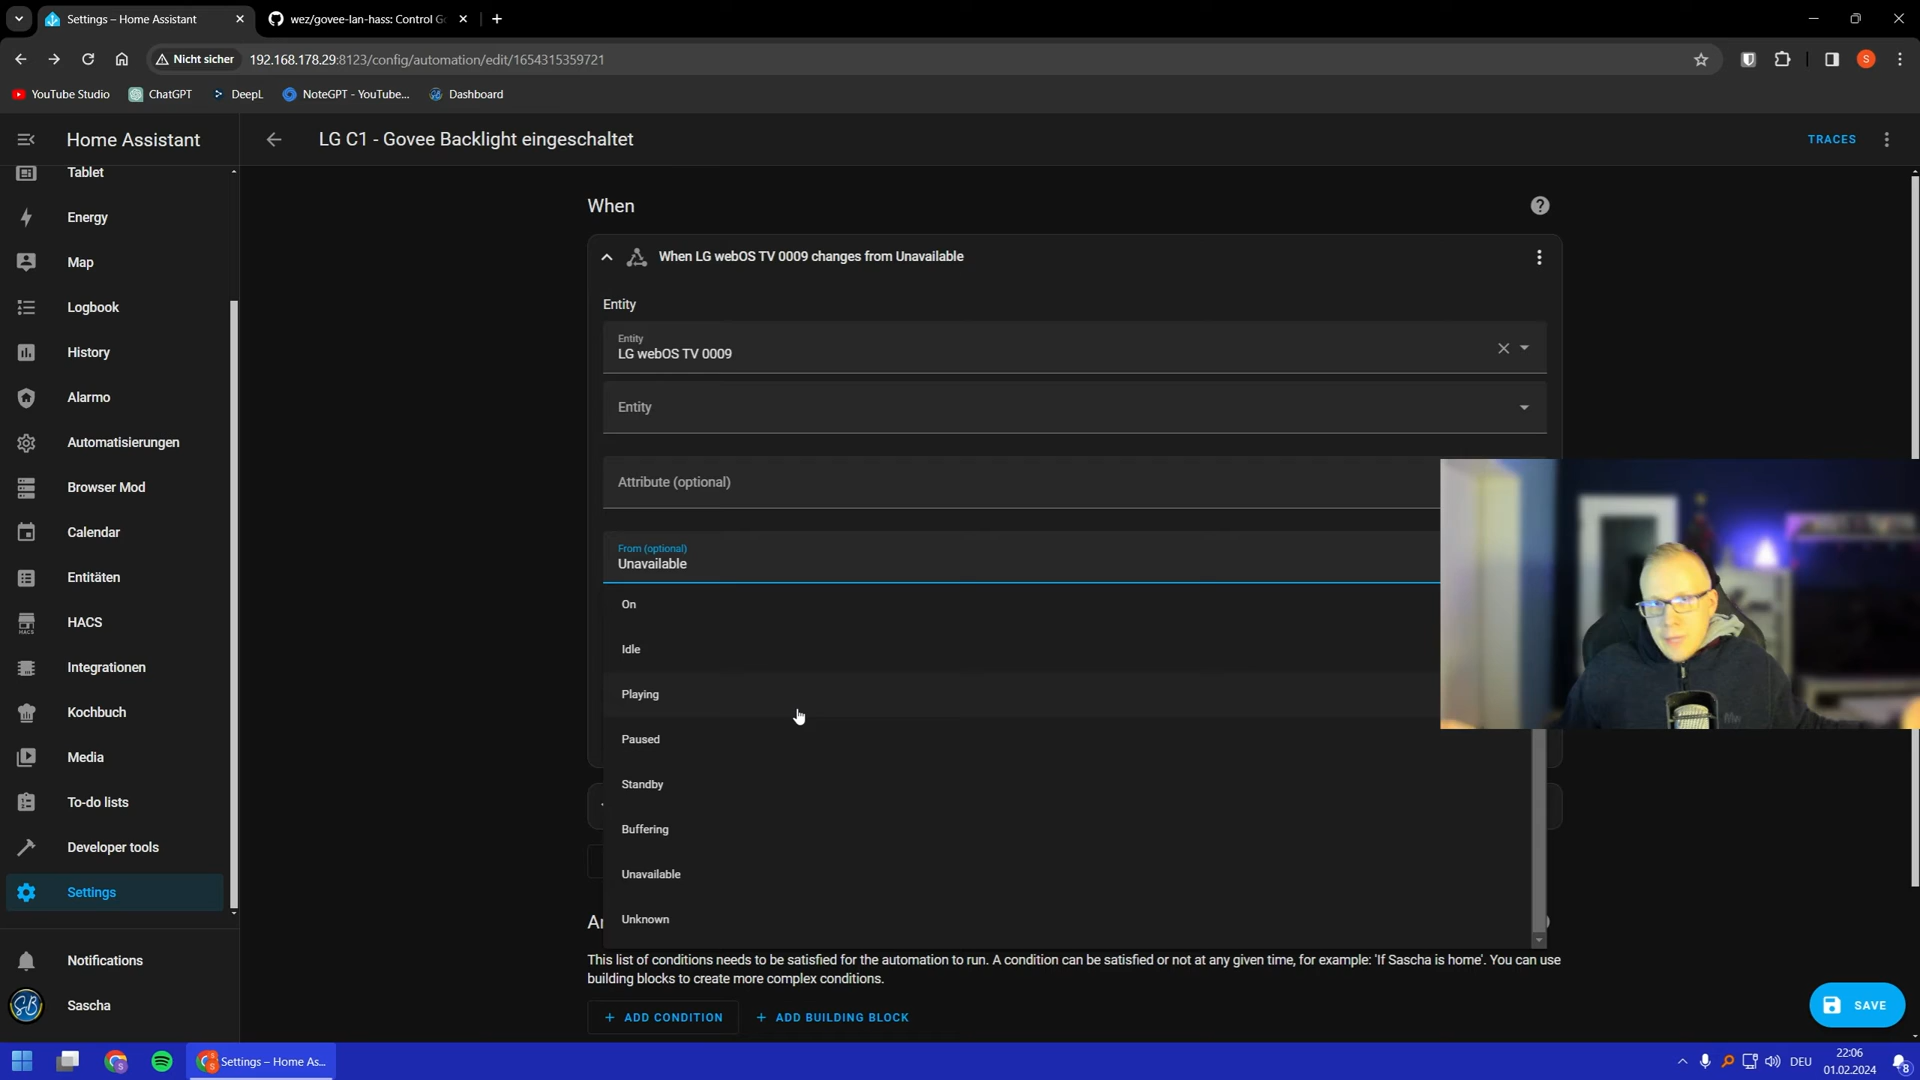 Settings – Home Assistant
wez/govee-lan-hass: Control G
Nicht sicher
192.168.178.29:8123/config/automation/edit/1654315359721
S
YouTube Studio
ChatGPT
DeepL
NoteGPT - YouTube...
Dashboard
Home Assistant
LG C1 - Govee Backlight eingeschaltet
TRACES
Tablet
Energy
Map
Logbook
History
Alarmo
Automatisierungen
Browser Mod
Calendar
Entitäten
HACS
HACS
Integrationen
Kochbuch
Media
To-do lists
Developer tools
Settings
Notifications
SB
Sascha
When
When LG webOS TV 0009 changes from Unavailable
Entity
Entity
LG webOS TV 0009
Entity
Attribute (optional)
From (optional)
Unavailable
On
Idle
Playing
Paused
Standby
Buffering
Unavailable
Unknown
This list of conditions needs to be satisfied for the automation to run. A condition can be satisfied or not at any given time, for example: 'If Sascha is home'. You can use
building blocks to create more complex conditions.
+ ADD CONDITION
+ ADD BUILDING BLOCK
SAVE
Settings – Home As...
DEU
22:06
01.02.2024
8